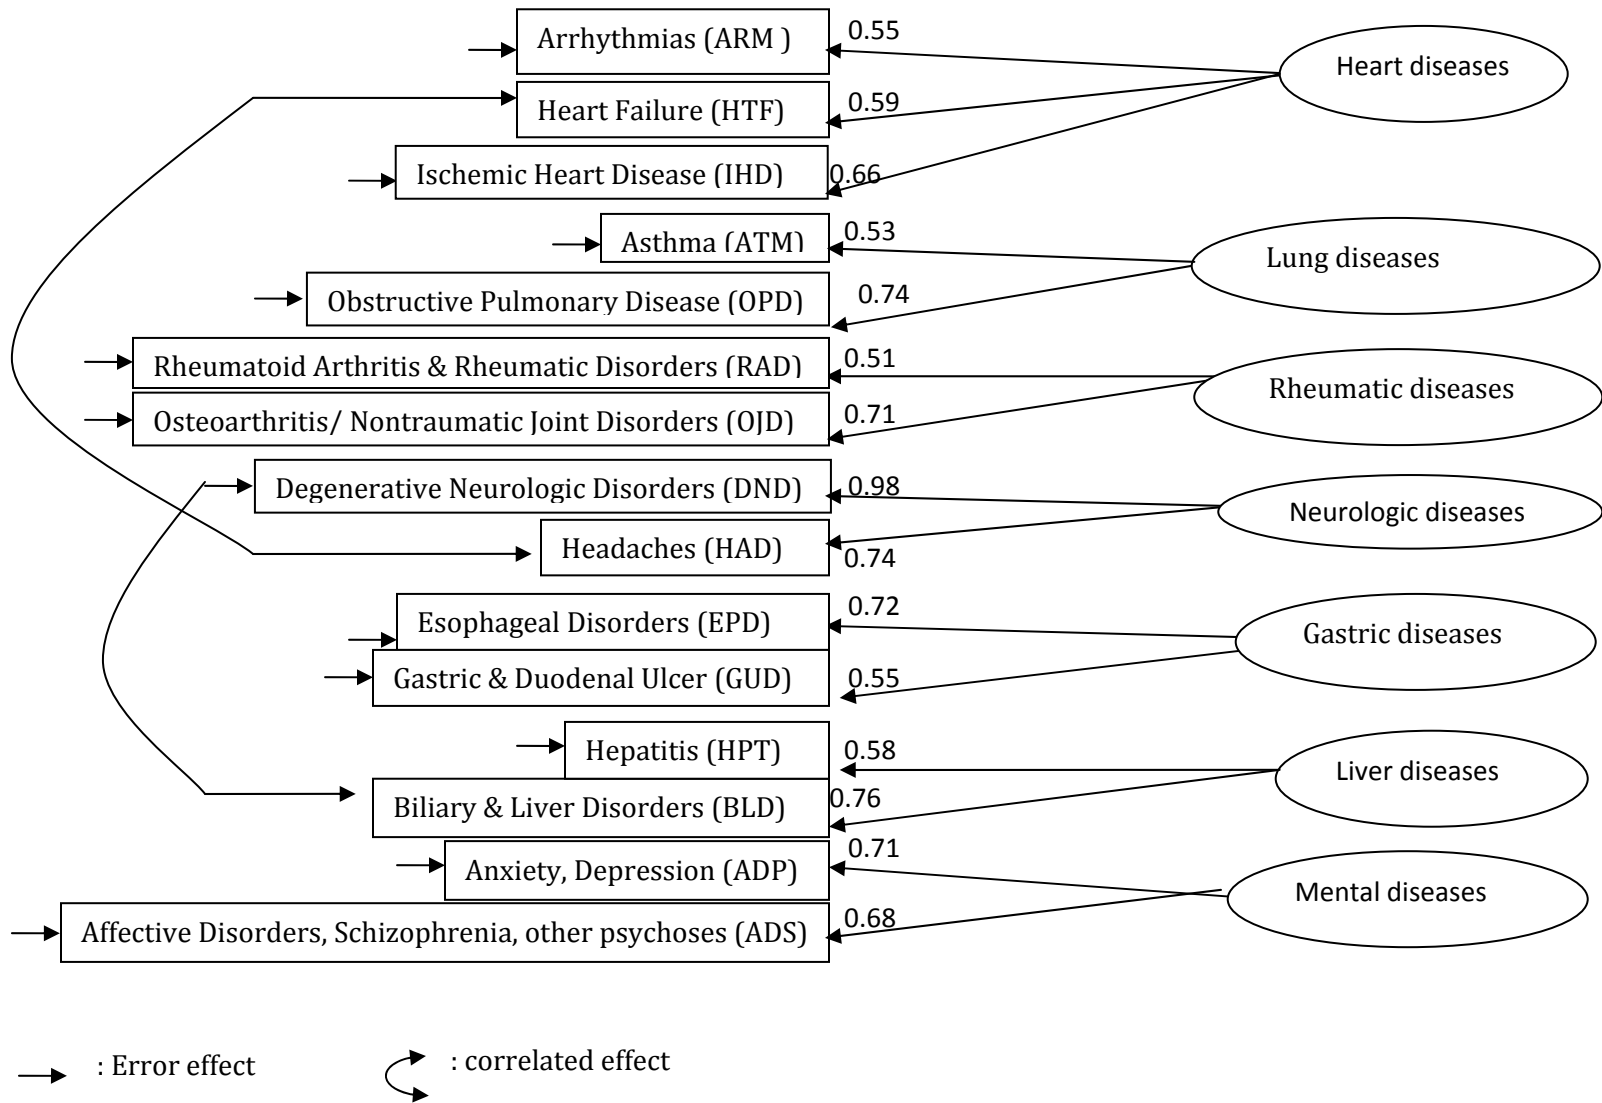 Arrhythmias (ARM )
0.55
Heart diseases
Heart Failure (HTF)
0.59
Ischemic Heart Disease (IHD)
0.66
Asthma (ATM)
0.53
Lung diseases
Obstructive Pulmonary Disease (OPD)
0.74
Rheumatoid Arthritis & Rheumatic Disorders (RAD)
0.51
Rheumatic diseases
Osteoarthritis/ Nontraumatic Joint Disorders (OJD)
0.71
Degenerative Neurologic Disorders (DND)
0.98
Neurologic diseases
Headaches (HAD)
0.74
Esophageal Disorders (EPD)
0.72
Gastric diseases
Gastric & Duodenal Ulcer (GUD)
0.55
Hepatitis (HPT)
0.58
Liver diseases
Biliary & Liver Disorders (BLD)
0.76
Anxiety, Depression (ADP)
0.71
Mental diseases
Affective Disorders, Schizophrenia, other psychoses (ADS)
0.68
: Error effect
: correlated effect